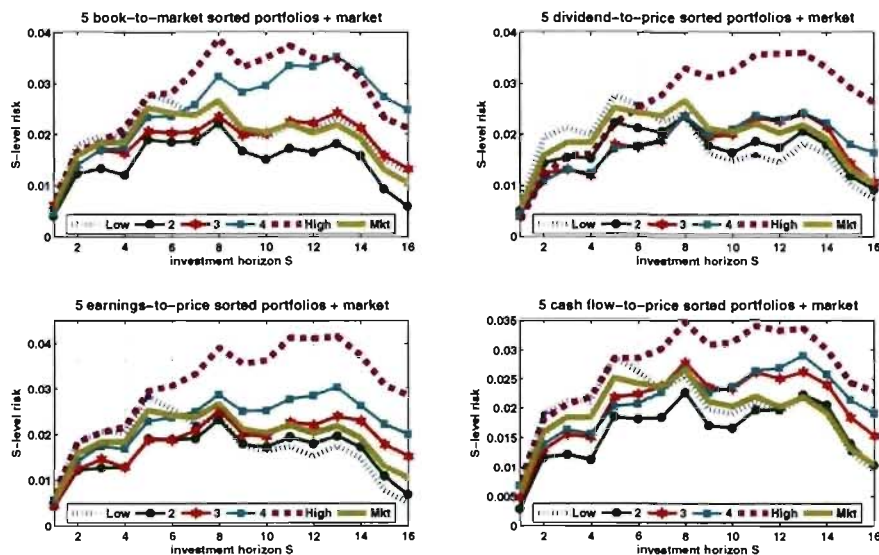 5 book-to-market sorted portfolios + market
0.04
0.03
0.02
0.01
0
S-level risk
Low 2 3 4 High Mkt
2 4 6 8 10 12 14 16
investment horizon S
5 dividend-to-price sorted portfolios + merket
0.04
0.03
0.02
0.01
0
S-level risk
Low 2 3 4 High Mkt
2 4 6 8 10 12 14 16
investment horizon S
5 earnings-to-price sorted portfolios + market
0.04
0.03
0.02
0.01
0
S-level risk
Low 2 3 4 High Mkt
2 4 6 8 10 12 14 16
investment horizon S
5 cash flow-to-price sorted portfolios + market
0.035
0.03
0.025
0.02
0.015
0.01
0.005
0
S-level risk
Low 2 3 4 High Mkt
2 4 6 8 10 12 14 16
investment horizon S